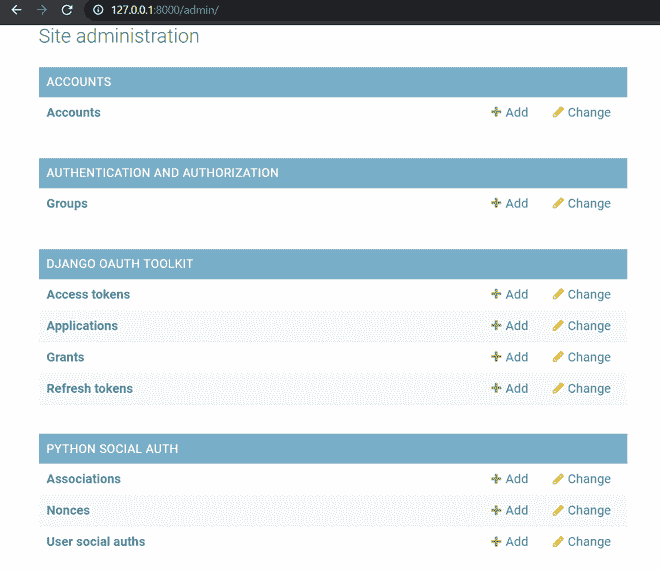 127.0.0.1:8000/admin/
Site administration
ACCOUNTS
Accounts Add Change
AUTHENTICATION AND AUTHORIZATION
Groups Add Change
DJANGO OAUTH TOOLKIT
Access tokens Add Change
Applications Add Change
Grants Add Change
Refresh tokens Add Change
PYTHON SOCIAL AUTH
Associations Add Change
Nonces Add Change
User social auths Add Change